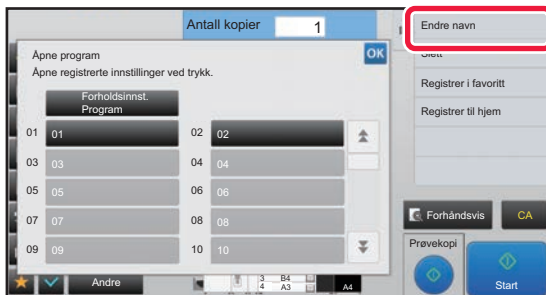 Antall kopier 1
Åpne program
OK
Åpne registrerte innstillinger ved trykk.
Forholdsinnst.
Program
01 01 02 02
03 03 04 04
05 05 06 06
07 07 08 08
09 09 10 10
Andre
3 B4
4 A3
A4
Endre navn
Slett
Registrer i favoritt
Registrer til hjem
Forhåndsvis
CA
Prøvekopi
Start